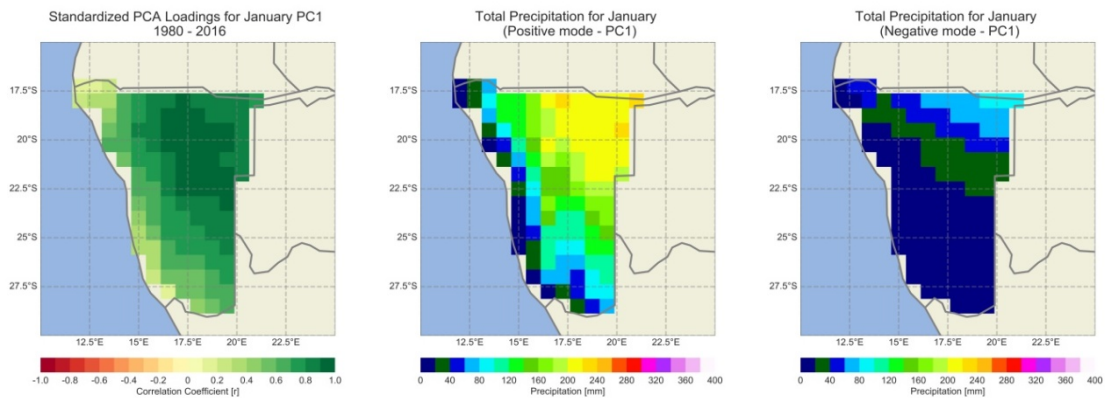 Standardized PCA Loadings for January PC1
1980 - 2016
17.5°S
20°S
22.5°S
25°S
27.5°S
12.5°E 15°E 17.5°E 20°E 22.5°E
-1.0 -0.8 -0.6 -0.4 -0.2 0.0 0.2 0.4 0.6 0.8 1.0
Correlation Coefficient [r]
Total Precipitation for January
(Positive mode - PC1)
17.5°S
20°S
22.5°S
25°S
27.5°S
12.5°E 15°E 17.5°E 20°E 22.5°E
0 40 80 120 160 200 240 280 320 360 400
Precipitation [mm]
Total Precipitation for January
(Negative mode - PC1)
17.5°S
20°S
22.5°S
25°S
27.5°S
12.5°E 15°E 17.5°E 20°E 22.5°E
0 40 80 120 160 200 240 280 320 360 400
Precipitation [mm]